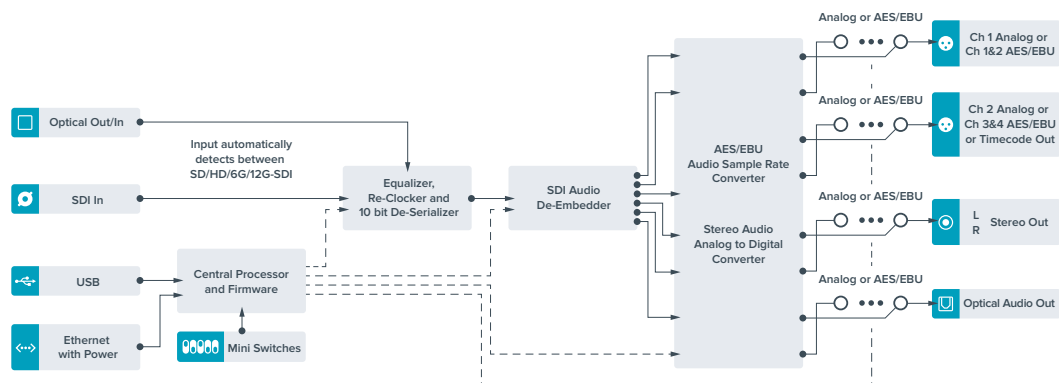 Analog or AES/EBU
Ch 1 Analog or
Ch 1&2 AES/EBU
Optical Out/In
Analog or AES/EBU
Ch 2 Analog or
Ch 3&4 AES/EBU
or Timecode Out
Input automatically
detects between
SD/HD/6G/12G-SDI
AES/EBU
Audio Sample Rate
Converter
SDI In
Equalizer,
Re-Clocker and
10 bit De-Serializer
SDI Audio
De-Embedder
Stereo Audio
Analog to Digital
Converter
Analog or AES/EBU
L
R
Stereo Out
USB
Central Processor
and Firmware
Analog or AES/EBU
Optical Audio Out
Ethernet
with Power
Mini Switches